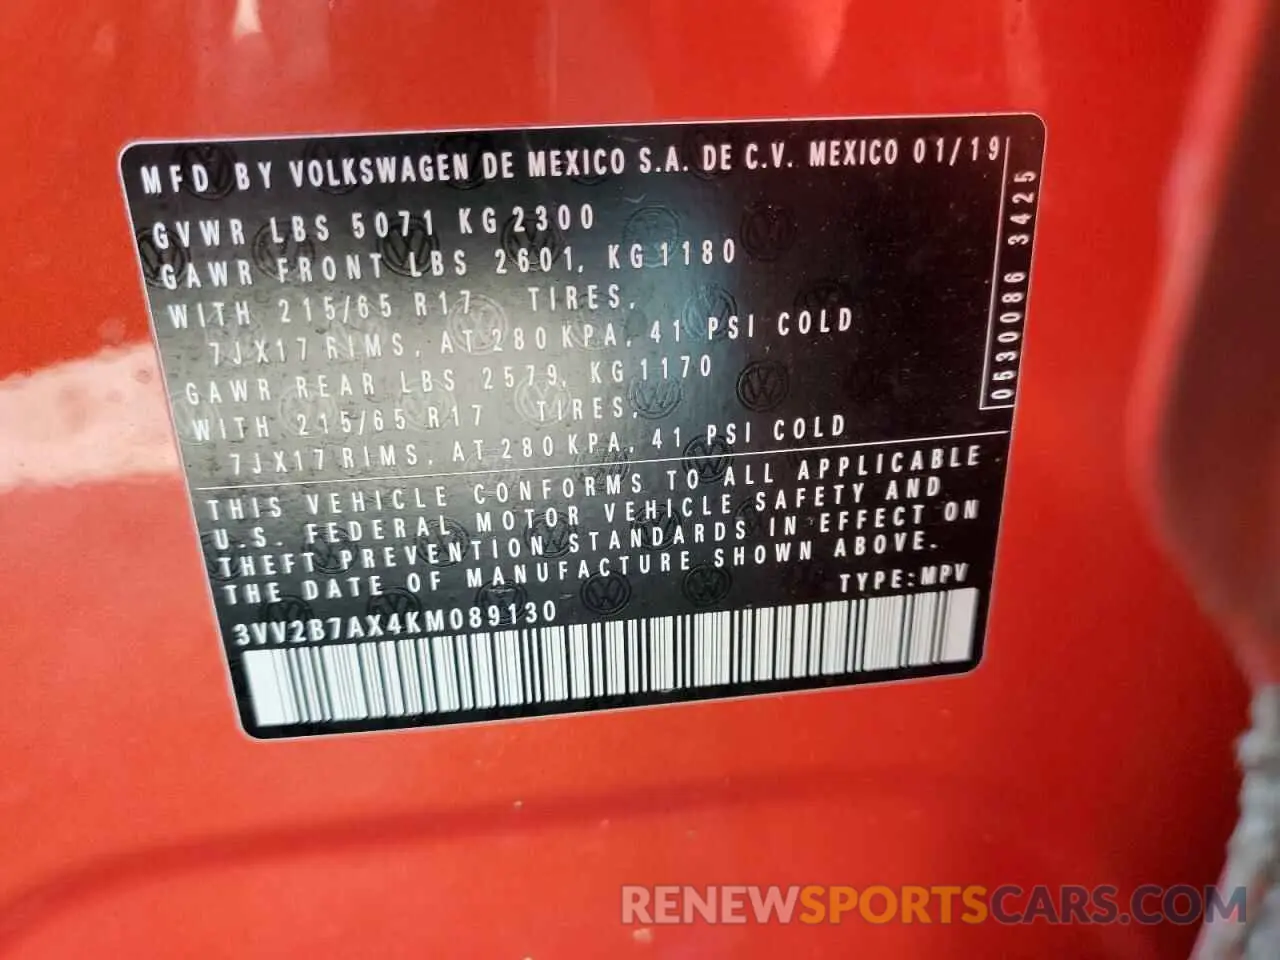 MFD BY VOLKSWAGEN DE MEXICO S.A. DE C.V. MEXICO 01/19
GVWR LBS 5071 KG 2300
GAWR FRONT LBS 2601, KG 1180
WITH 215/65 R17 TIRES,
7JX17 RIMS, AT 280 KPA, 41 PSI COLD
GAWR REAR LBS 2579, KG 1170
WITH 215/65 R17 TIRES,
7JX17 RIMS, AT 280 KPA, 41 PSI COLD
0630086 3425
THIS VEHICLE CONFORMS TO ALL APPLICABLE
U.S. FEDERAL MOTOR VEHICLE SAFETY AND
THEFT PREVENTION STANDARDS IN EFFECT ON
THE DATE OF MANUFACTURE SHOWN ABOVE.
3VV2B7AX4KM089130 TYPE: MPV
RENEWSPORTSCARS.COM